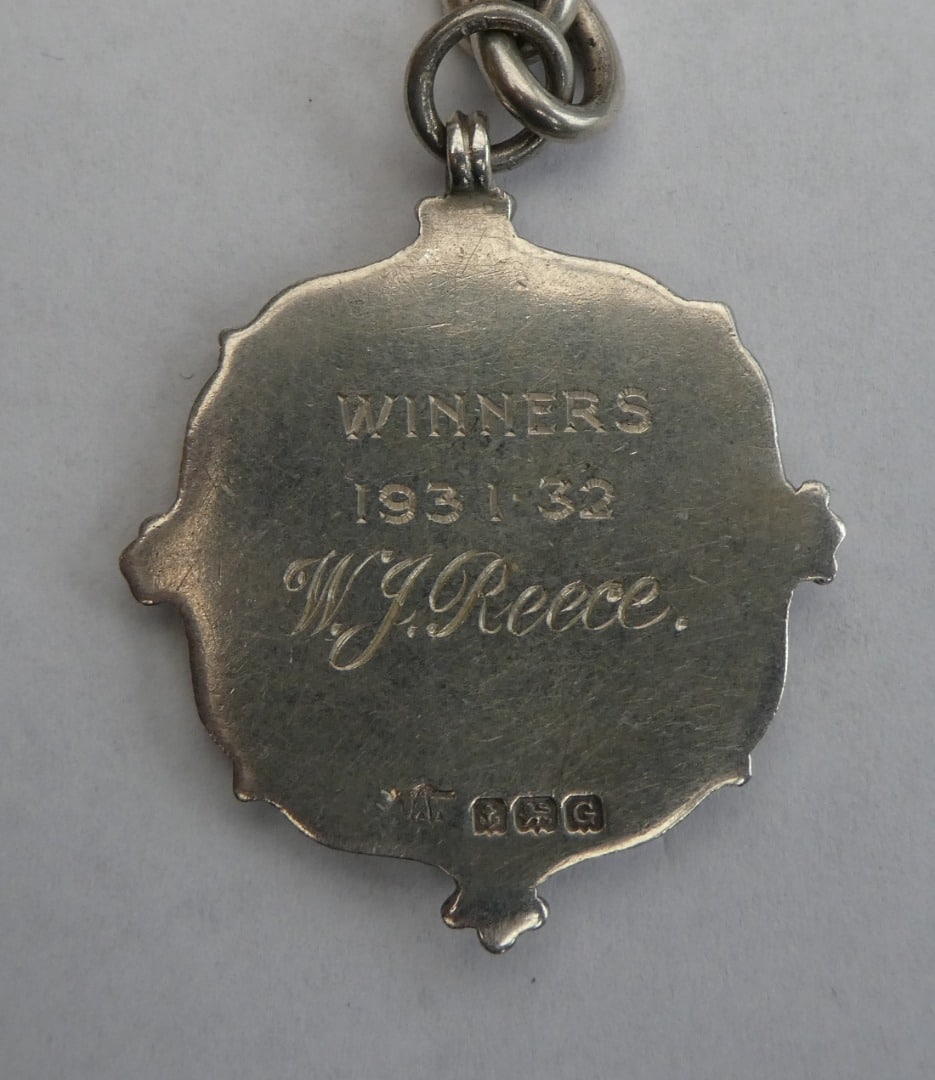 WINNERS
1931-32
W.J.Reece.
G